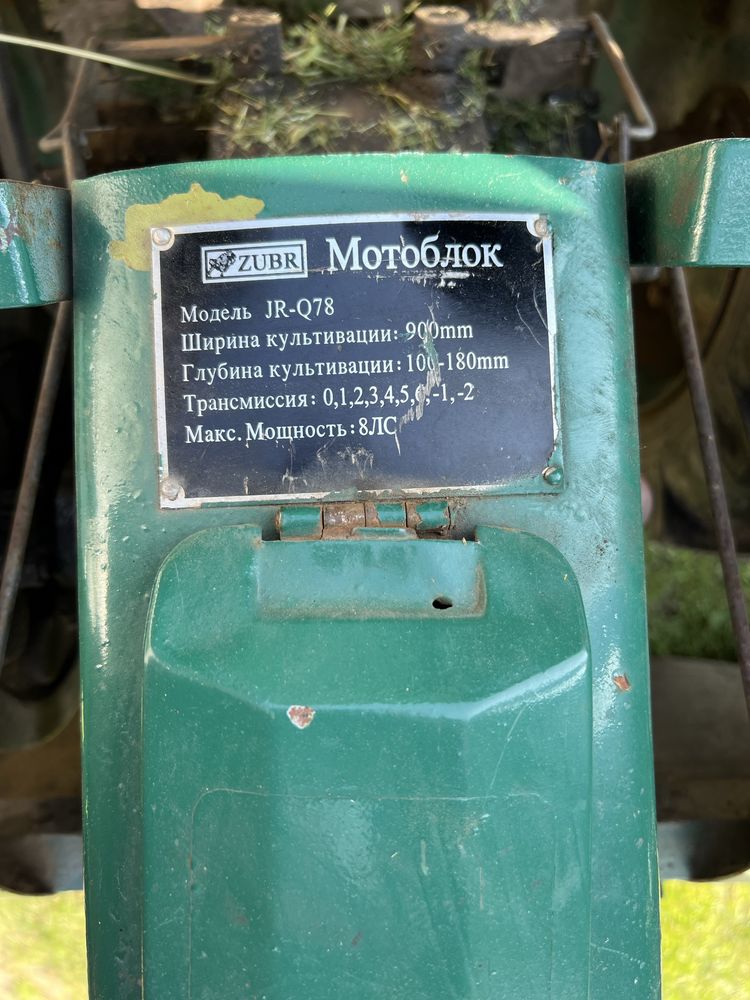 ZUBR Мотоблок
Модель JR-Q78
Ширина культивации: 900mm
Глубина культивации: 100-180mm
Трансмиссия: 0,1,2,3,4,5,6,-1,-2
Макс. Мощность: 8ЛС